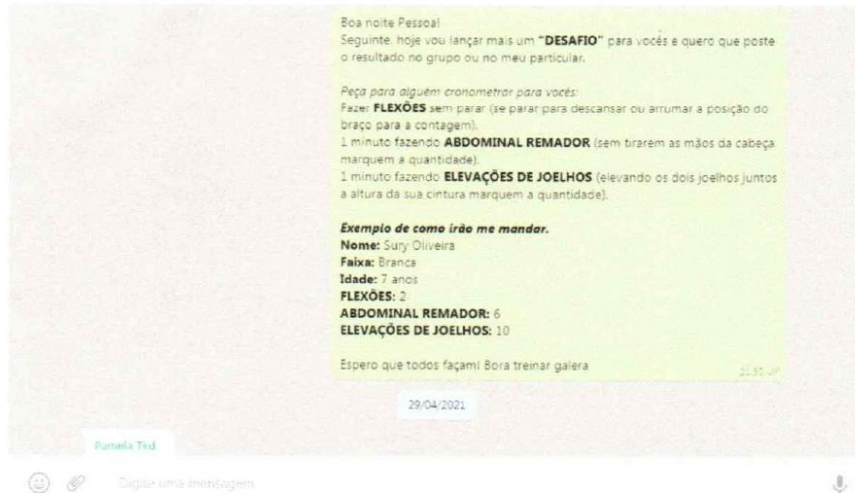 Boa noite Pessoal
Seguinte, hoje vou lançar mais um "DESAFIO" para vocês e quero que poste
o resultado no grupo ou no meu particular.
Peça para alguém cronometrar para vocês:
Fazer FLEXÕES sem parar (se parar para descansar ou arrumar a posição do
braço para a contagem).
1 minuto fazendo ABDOMINAL REMADOR (sem tirarem as mãos da cabeça
marquem a quantidade).
1 minuto fazendo ELEVAÇÕES DE JOELHOS (elevando os dois joelhos juntos
a altura da sua cintura marquem a quantidade).
Exemplo de como irão me mandar.
Nome: Sury Oliveira
Faixa: Branca
Idade: 7 anos
FLEXÕES: 2
ABDOMINAL REMADOR: 6
ELEVAÇÕES DE JOELHOS: 10
Espero que todos façam! Bora treinar galera
29/04/2021
Pamela Tkd
Digite uma mensagem